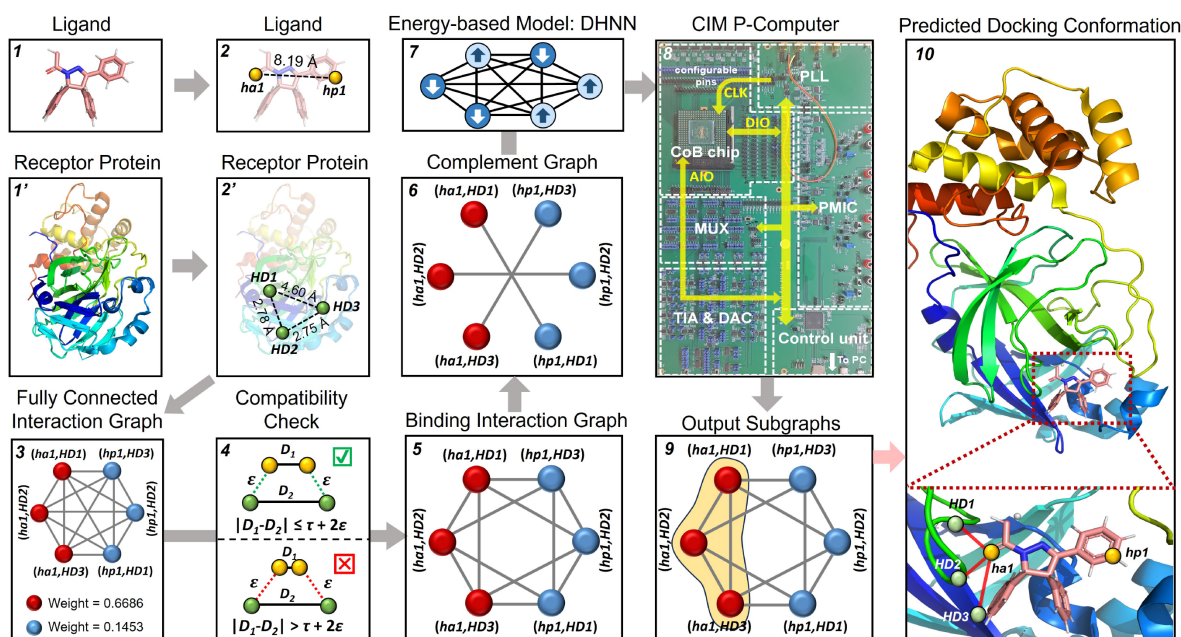 Ligand
1
Ligand
2
8.19 Å
ha1
hp1
Energy-based Model: DHNN
7
CIM P-Computer
8
configurable
pins
PLL
CLK
DIO
CoB chip
AIO
PMIC
MUX
TIA & DAC
Control unit
To PC
Predicted Docking Conformation
10
Receptor Protein
1'
Receptor Protein
2'
HD1
4.60 Å
HD3
2.78 Å
2.75 Å
HD2
Complement Graph
6
(ha1,HD1)
(hp1,HD3)
(ha1,HD2)
(hp1,HD2)
(ha1,HD3)
(hp1,HD1)
Fully Connected
Interaction Graph
3
(ha1,HD1)
(hp1,HD3)
(ha1,HD2)
(hp1,HD2)
(ha1,HD3)
(hp1,HD1)
Weight = 0.6686
Weight = 0.1453
Compatibility
Check
4
D₁
ε
ε
D₂
|D₁-D₂| ≤ τ + 2ε
D₁
ε
ε
D₂
|D₁-D₂| > τ + 2ε
Binding Interaction Graph
5
(ha1,HD1)
(hp1,HD3)
(ha1,HD2)
(hp1,HD2)
(ha1,HD3)
(hp1,HD1)
Output Subgraphs
9
(ha1,HD1)
(hp1,HD3)
(ha1,HD2)
(hp1,HD2)
(ha1,HD3)
(hp1,HD1)
HD1
HD2
ha1
hp1
HD3